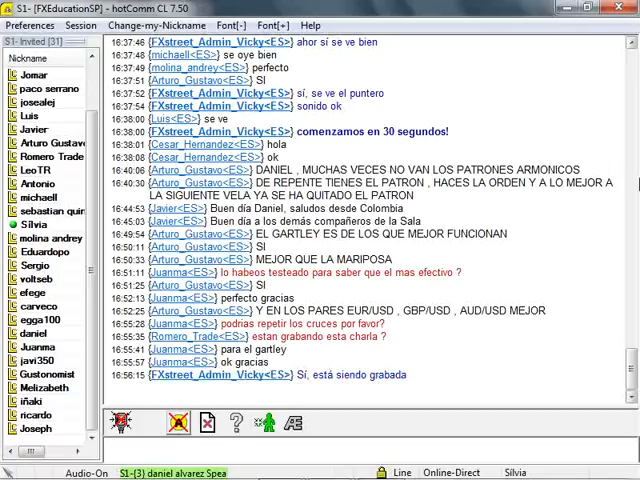 S1- [FXEducationSP] - hotComm CL 7.50
Preferences Session Change-my-Nickname Font[-] Font[+] Help
S1- Invited [31]
Nickname
Jomar
paco serrano
josealej
Luis
Javier
Arturo Gustavo
Romero Trade
LeoTR
Antonio
michaell
sebastian quin
Sílvia
molina andrey
Eduardopo
Sergio
voltseb
efege
carveco
egga100
daniel
Juanma
javi350
Gustonomist
Melizabeth
iñaki
ricardo
Joseph
16:37:46 {FXstreet_Admin_Vicky<ES>} ahor sí se ve bien
16:37:48 {michaell<ES>} se oye bien
16:37:49 {molina_andrey<ES>} perfecto
16:37:51 {Arturo_Gustavo<ES>} SI
16:37:52 {FXstreet_Admin_Vicky<ES>} sí, se ve el puntero
16:37:54 {FXstreet_Admin_Vicky<ES>} sonido ok
16:38:00 {Luis<ES>} se ve
16:38:00 {FXstreet_Admin_Vicky<ES>} comenzamos en 30 segundos!
16:38:01 {Cesar_Hernandez<ES>} hola
16:38:08 {Cesar_Hernandez<ES>} ok
16:40:06 {Arturo_Gustavo<ES>} DANIEL , MUCHAS VECES NO VAN LOS PATRONES ARMONICOS
16:40:30 {Arturo_Gustavo<ES>} DE REPENTE TIENES EL PATRON , HACES LA ORDEN Y A LO MEJOR A
LA SIGUIENTE VELA YA SE HA QUITADO EL PATRON
16:44:53 {Javier<ES>} Buen día Daniel, saludos desde Colombia
16:45:03 {Javier<ES>} Buen día a los demás compañeros de la Sala
16:49:54 {Arturo_Gustavo<ES>} EL GARTLEY ES DE LOS QUE MEJOR FUNCIONAN
16:50:11 {Arturo_Gustavo<ES>} SI
16:50:33 {Arturo_Gustavo<ES>} MEJOR QUE LA MARIPOSA
16:51:11 {Juanma<ES>} lo habeos testeado para saber que el mas efectivo ?
16:51:25 {Arturo_Gustavo<ES>} SI
16:52:13 {Juanma<ES>} perfecto gracias
16:52:25 {Arturo_Gustavo<ES>} Y EN LOS PARES EUR/USD , GBP/USD , AUD/USD MEJOR
16:55:28 {Juanma<ES>} podrias repetir los cruces por favor?
16:55:35 {Romero_Trade<ES>} estan grabando esta charla ?
16:55:41 {Juanma<ES>} para el gartley
16:55:57 {Juanma<ES>} ok gracias
16:56:15 {FXstreet_Admin_Vicky<ES>} Sí, está siendo grabada
Audio-On S1-(3) daniel alvarez Spea Line Online-Direct Sílvia